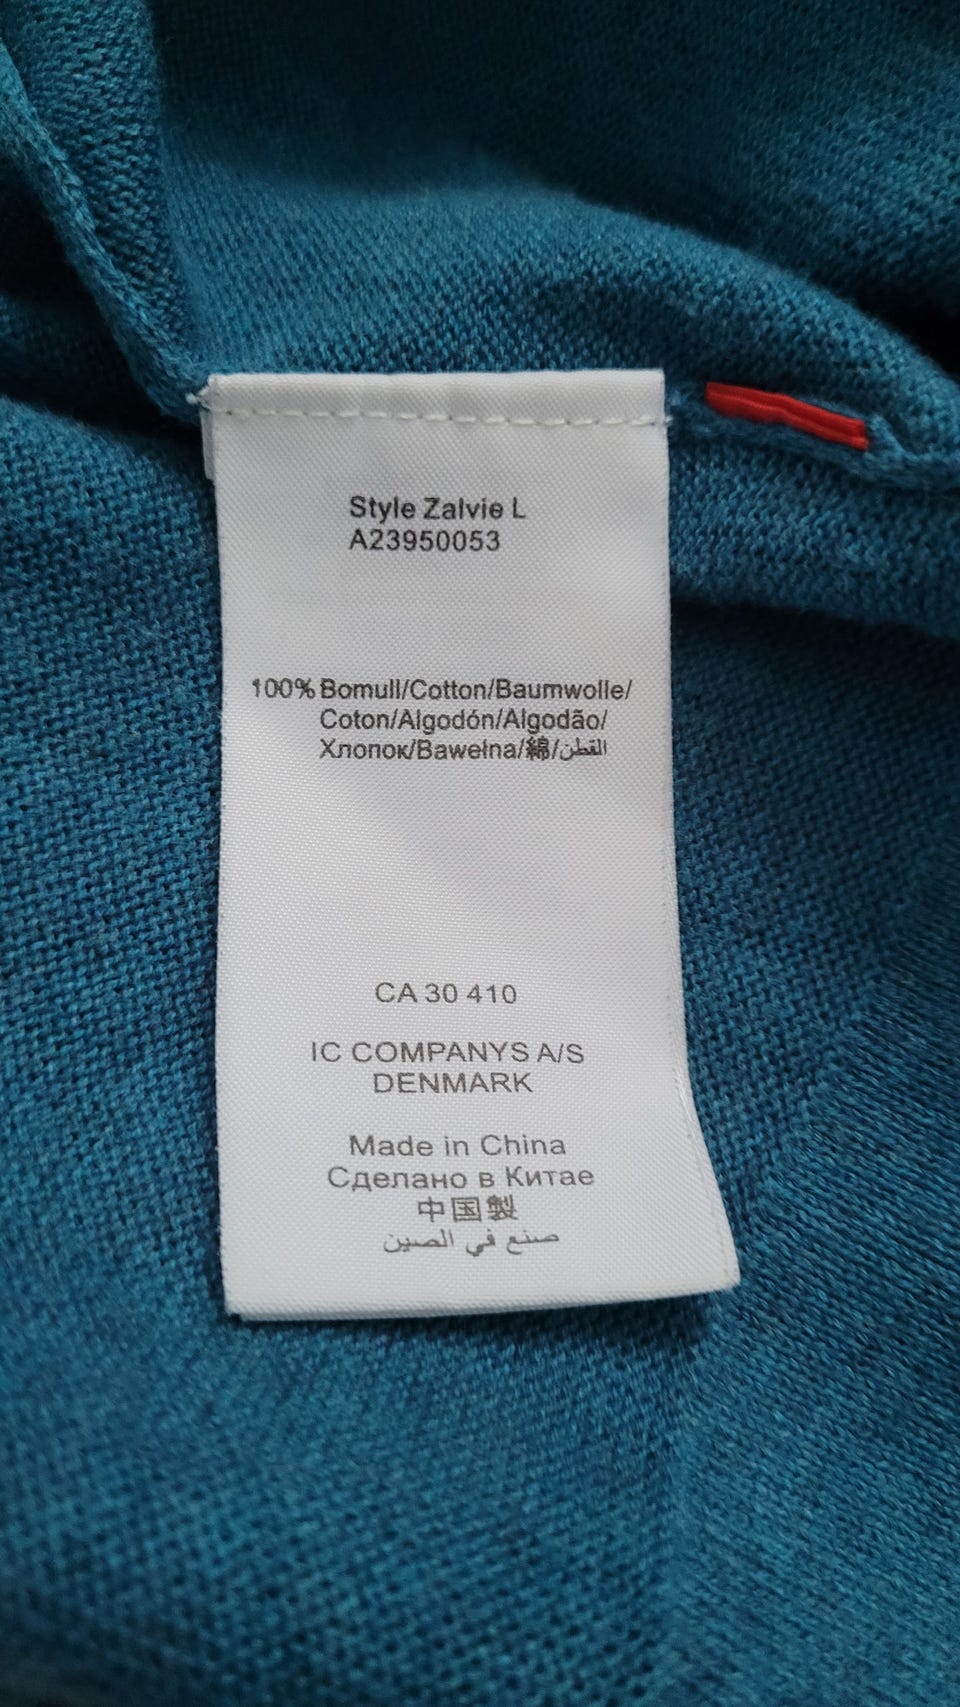 Style Zalvie L
A23950053
100% Bomull/Cotton/Baumwolle/
Coton/Algodón/Algodão/
Хлопок/Bawełna/綿/القطن
CA 30 410
IC COMPANYS A/S
DENMARK
Made in China
Сделано в Китае
中国製
صنع في الصين